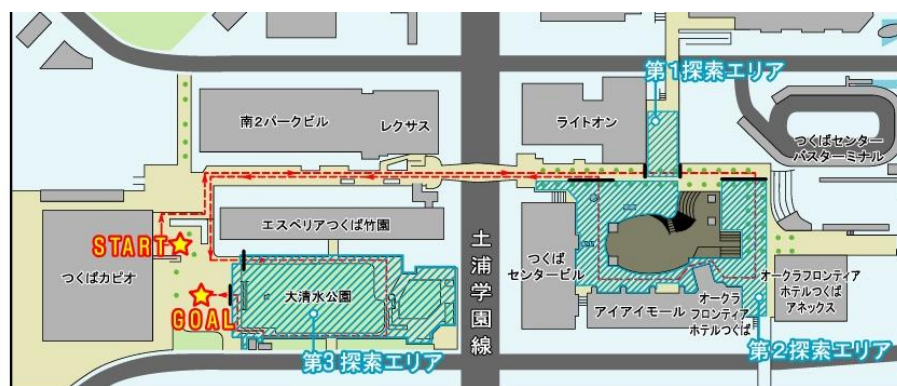 第1探索エリア
南2パークビル
レクサス
ライトオン
つくばセンター
バスターミナル
エスペリアつくば竹園
START
つくばカピオ
土浦学園線
つくば
センタービル
大清水公園
GOAL
アイアイモール
オークラ
フロンティア
ホテルつくば
オークラフロンティア
ホテルつくば
アネックス
第3探索エリア
第2探索エリア